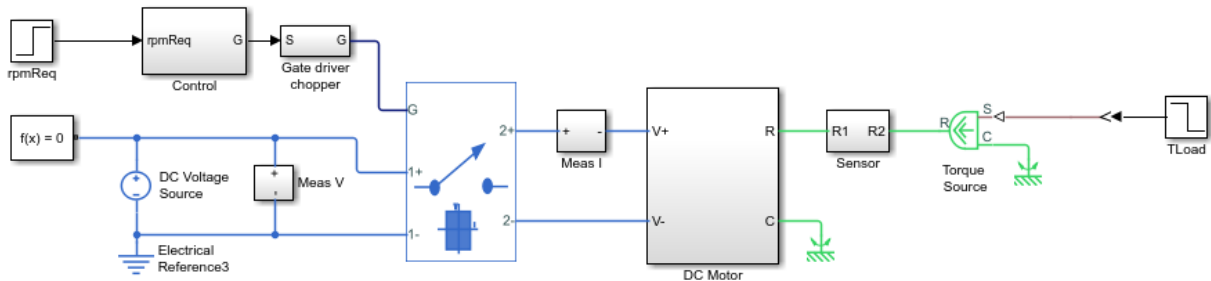 rpmReq
rpmReq G
Control
S G
Gate driver
chopper
f(x) = 0
+
-
DC Voltage
Source
+
-
Meas V
Electrical
Reference3
G
1+
1-
2+
2-
+ -
Meas I
V+
V-
R
C
DC Motor
R1 R2
Sensor
R
S
C
Torque
Source
TLoad